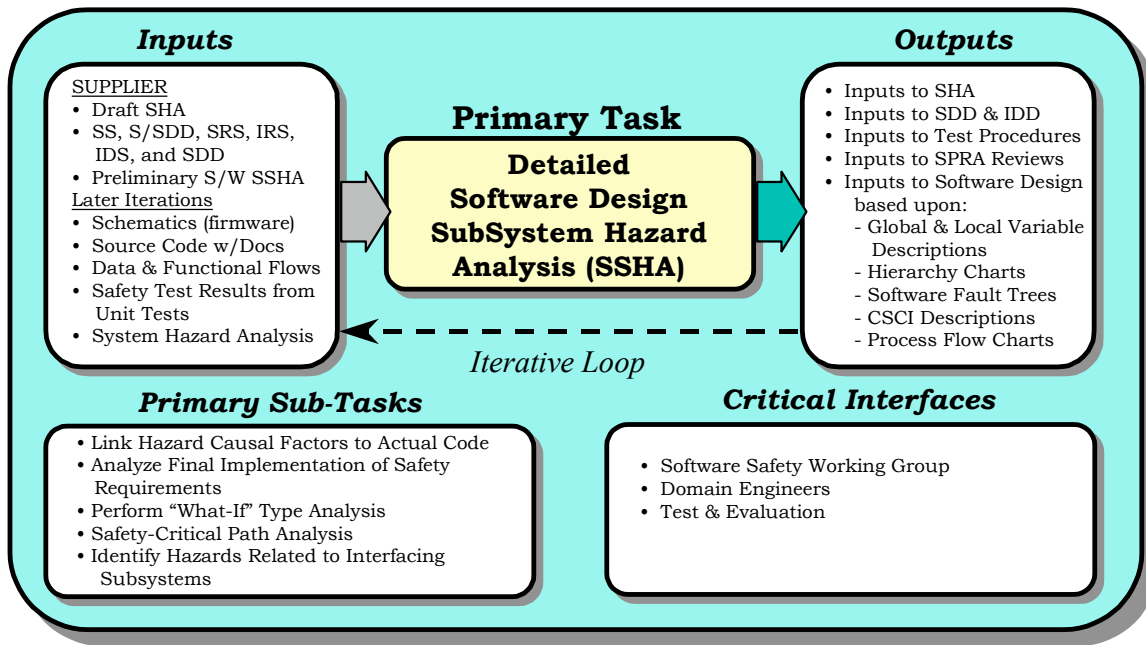 Inputs
SUPPLIER
• Draft SHA
• SS, S/SDD, SRS, IRS,
IDS, and SDD
• Preliminary S/W SSHA
Later Iterations
• Schematics (firmware)
• Source Code w/Docs
• Data & Functional Flows
• Safety Test Results from
Unit Tests
• System Hazard Analysis
Primary Task
Detailed
Software Design
SubSystem Hazard
Analysis (SSHA)
Outputs
• Inputs to SHA
• Inputs to SDD & IDD
• Inputs to Test Procedures
• Inputs to SPRA Reviews
• Inputs to Software Design
based upon:
- Global & Local Variable
Descriptions
- Hierarchy Charts
- Software Fault Trees
- CSCI Descriptions
- Process Flow Charts
Iterative Loop
Primary Sub-Tasks
• Link Hazard Causal Factors to Actual Code
• Analyze Final Implementation of Safety
Requirements
• Perform “What-If” Type Analysis
• Safety-Critical Path Analysis
• Identify Hazards Related to Interfacing
Subsystems
Critical Interfaces
• Software Safety Working Group
• Domain Engineers
• Test & Evaluation